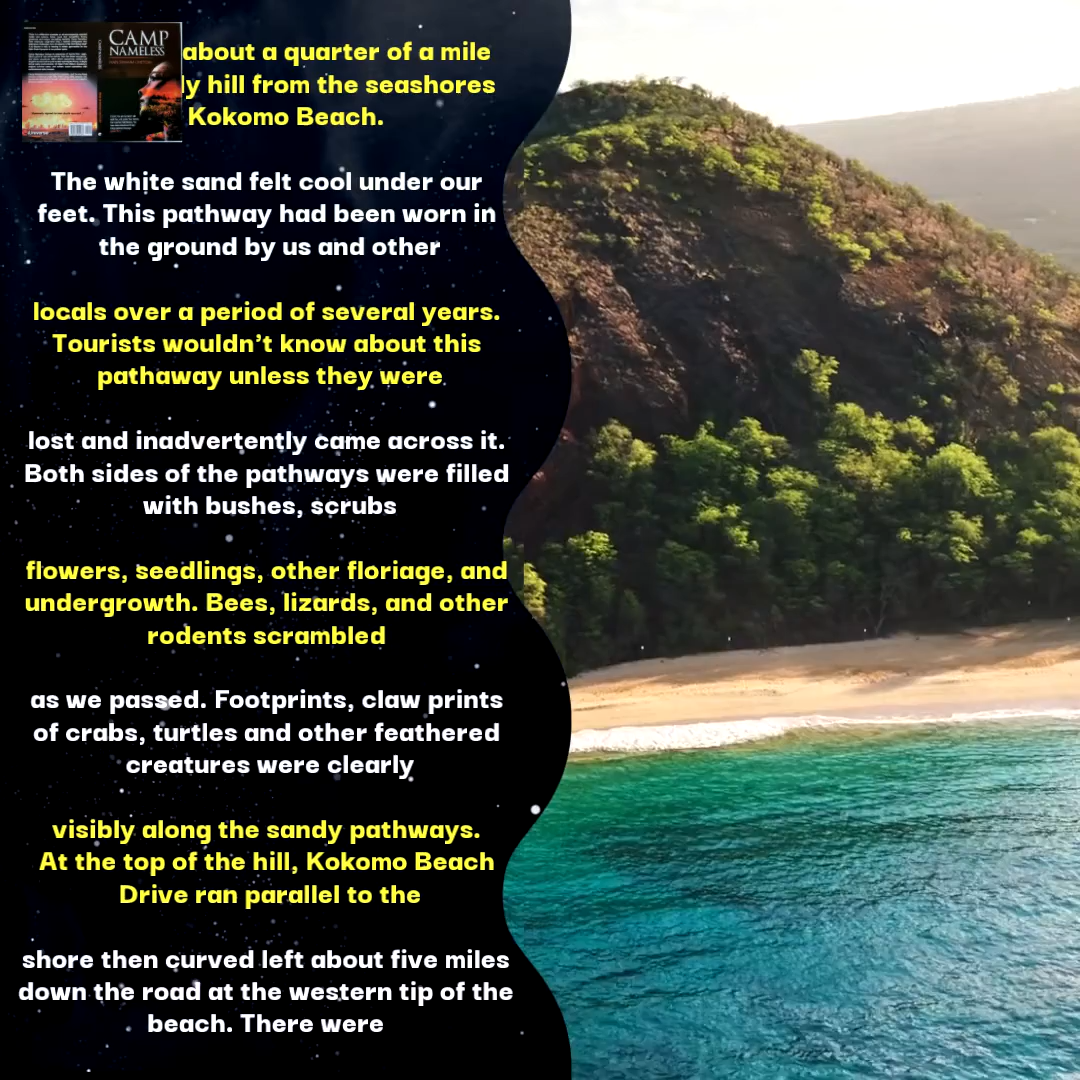 CAMP
NAMELESS
about a quarter of a mile
y hill from the seashores
Kokomo Beach.
The white sand felt cool under our
feet. This pathway had been worn in
the ground by us and other
locals over a period of several years.
Tourists wouldn't know about this
pathaway unless they were
lost and inadvertently came across it.
Both sides of the pathways were filled
with bushes, scrubs
flowers, seedlings, other floriage, and
undergrowth. Bees, lizards, and other
rodents scrambled
as we passed. Footprints, claw prints
of crabs, turtles and other feathered
creatures were clearly
visibly along the sandy pathways.
At the top of the hill, Kokomo Beach
Drive ran parallel to the
shore then curved left about five miles
down the road at the western tip of the
beach. There were